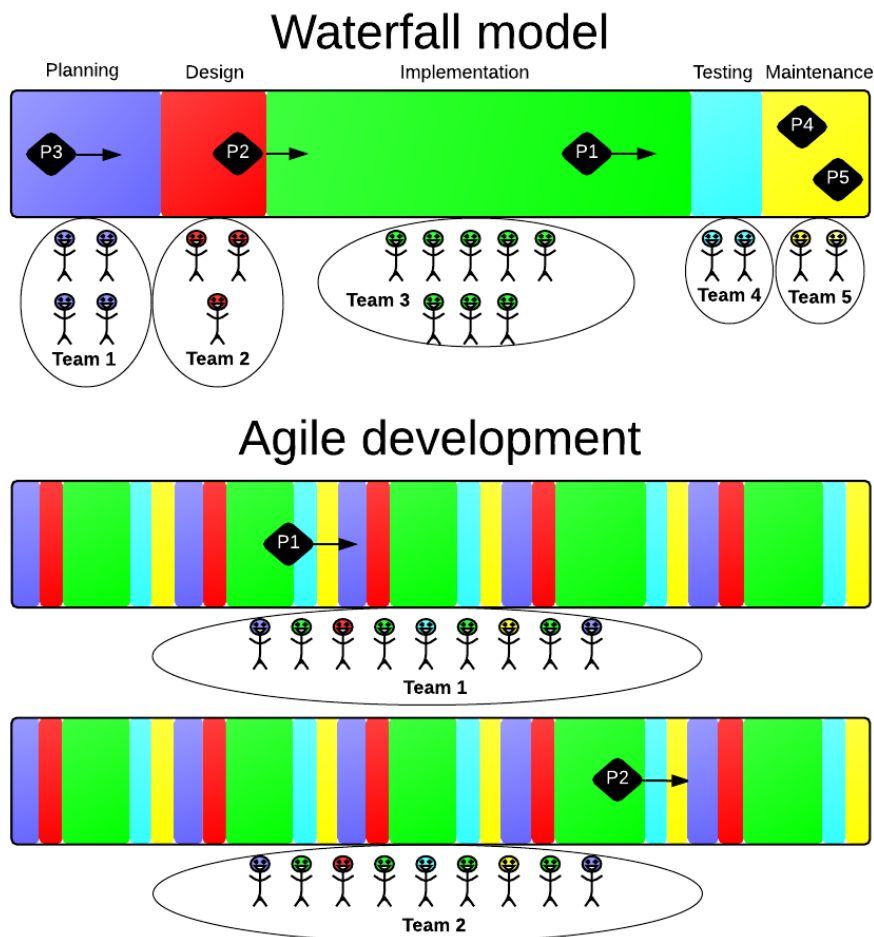 Waterfall model
Planning Design Implementation Testing Maintenance
P3 P2 P1 P4
P5
Team 3 Team 4 Team 5
Team 1 Team 2
Agile development
P1
Team 1
P2
Team 2